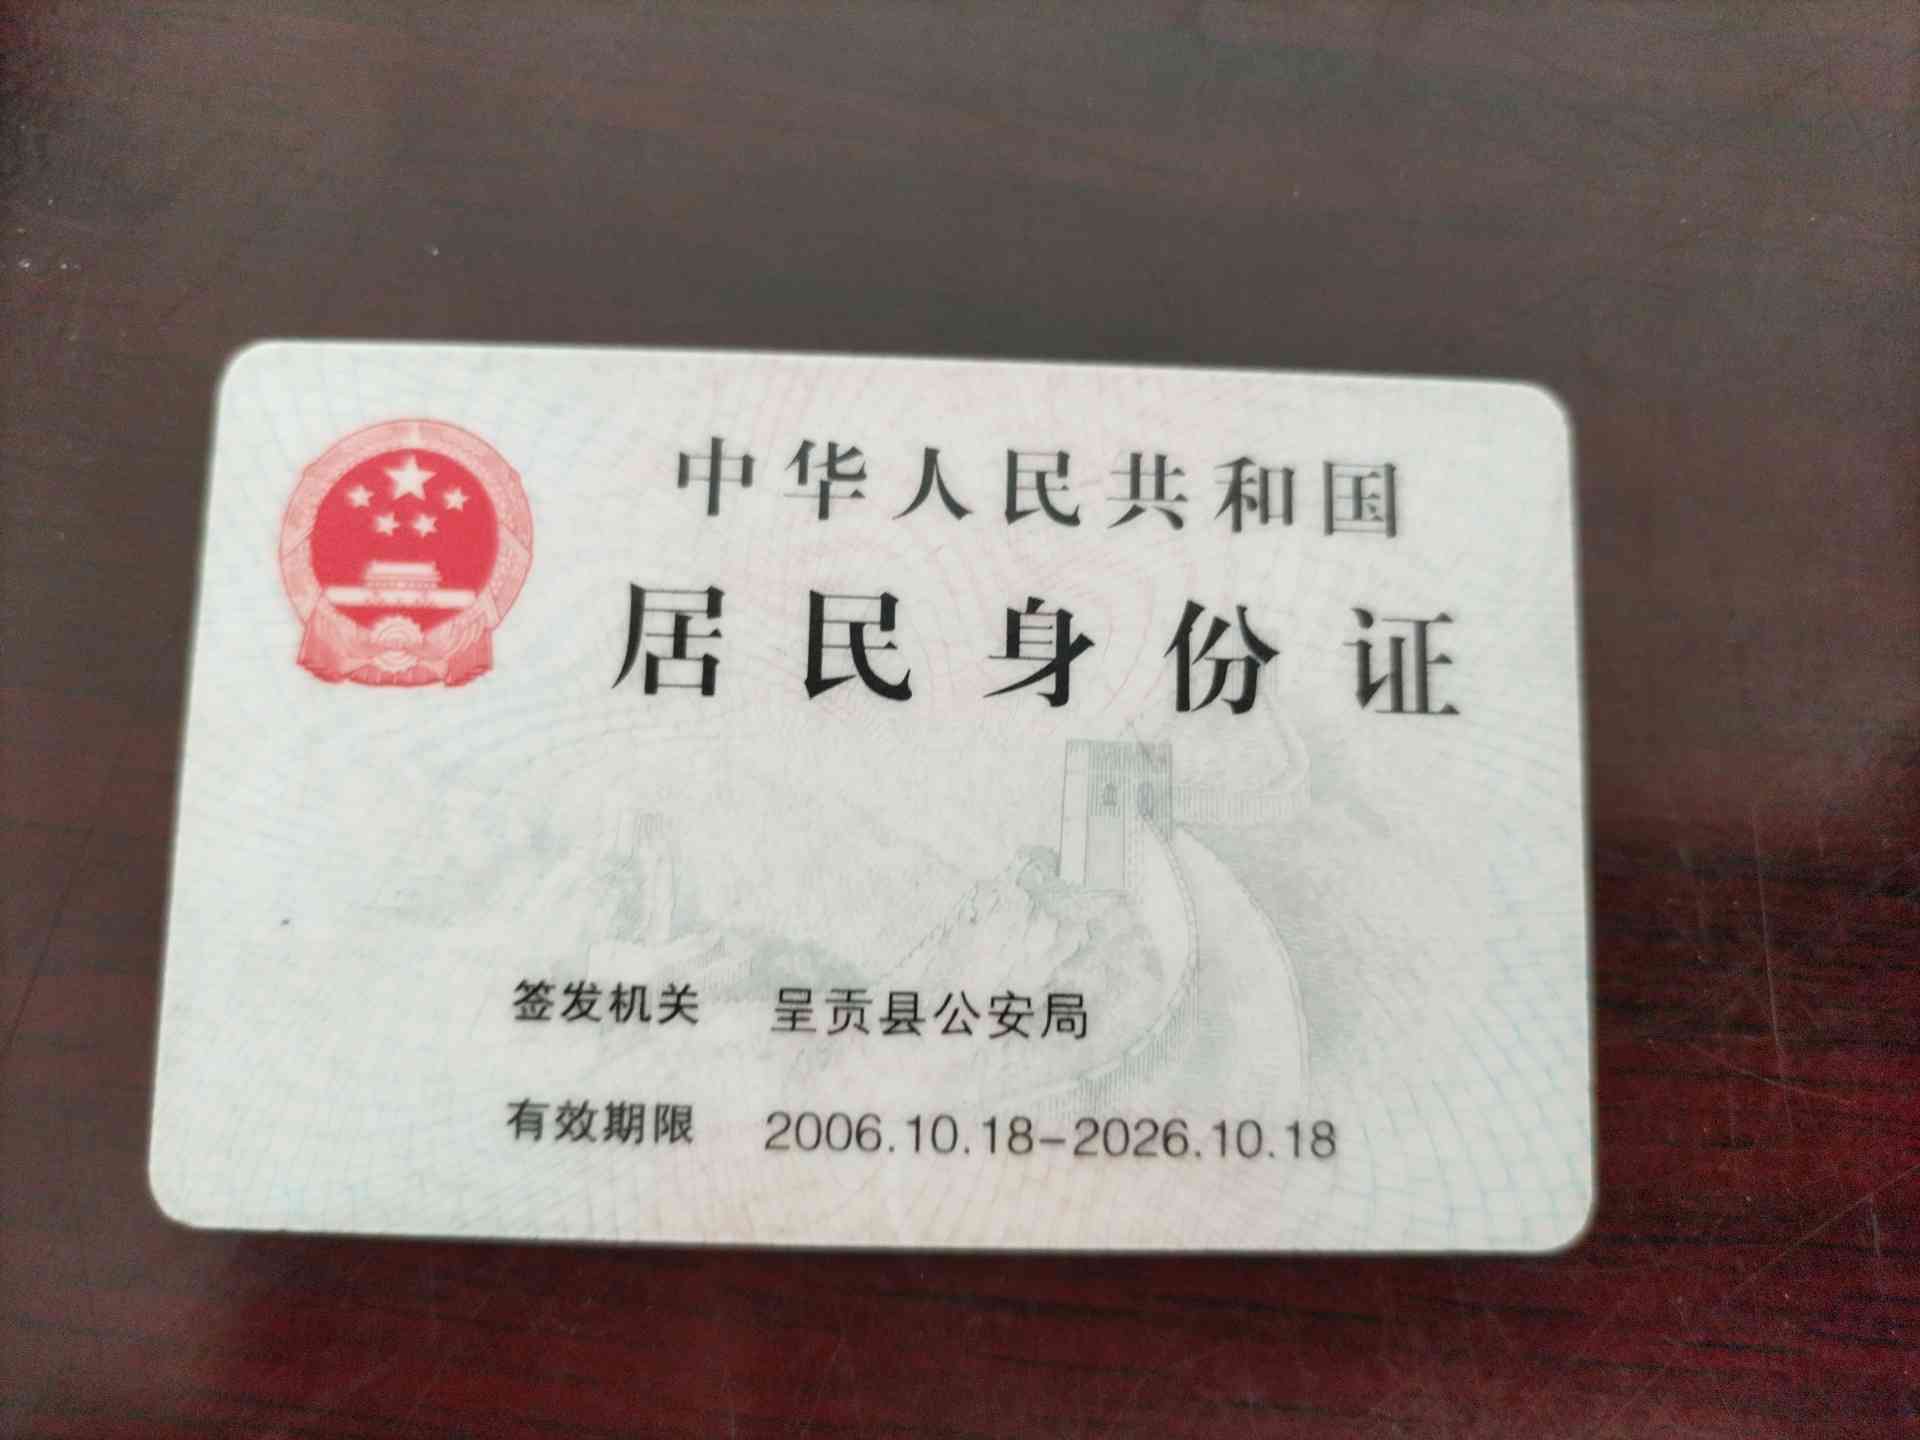 中华人民共和国
居民身份证
签发机关 呈贡县公安局
有效期限 2006.10.18-2026.10.18